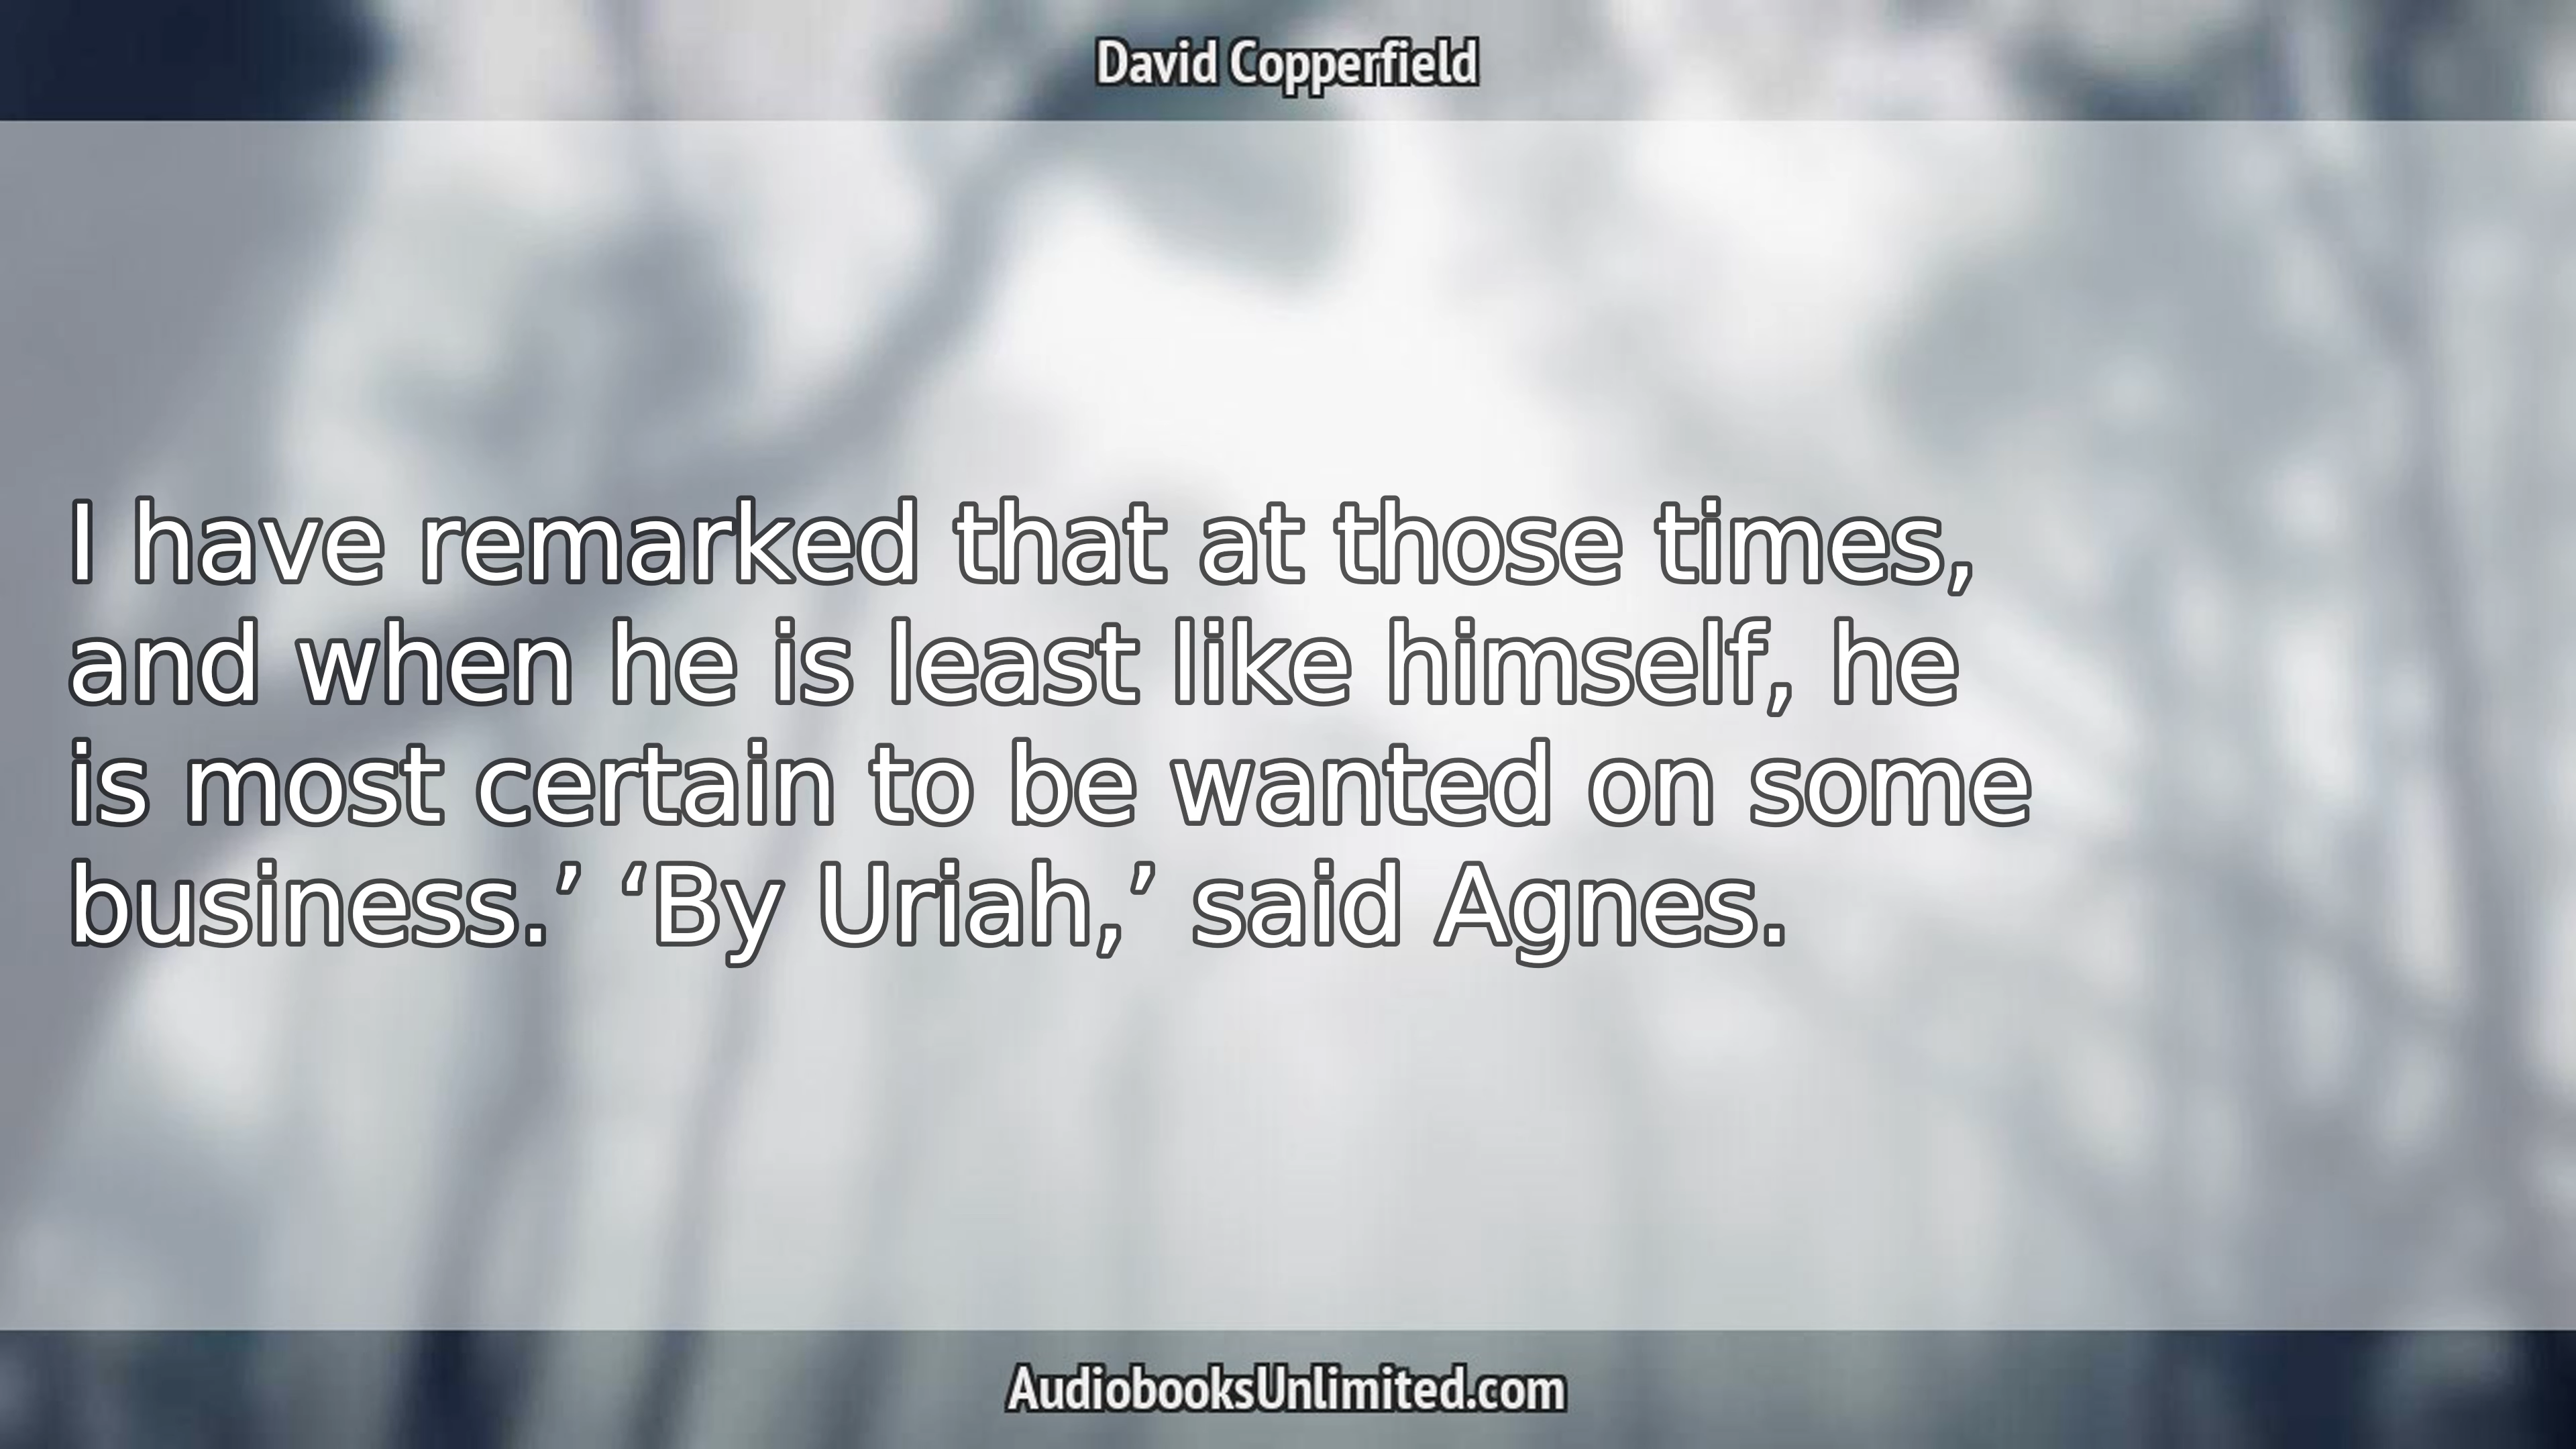 David Copperfield
I have remarked that at those times,
and when he is least like himself, he
is most certain to be wanted on some
business.’ ‘By Uriah,’ said Agnes.
AudiobooksUnlimited.com